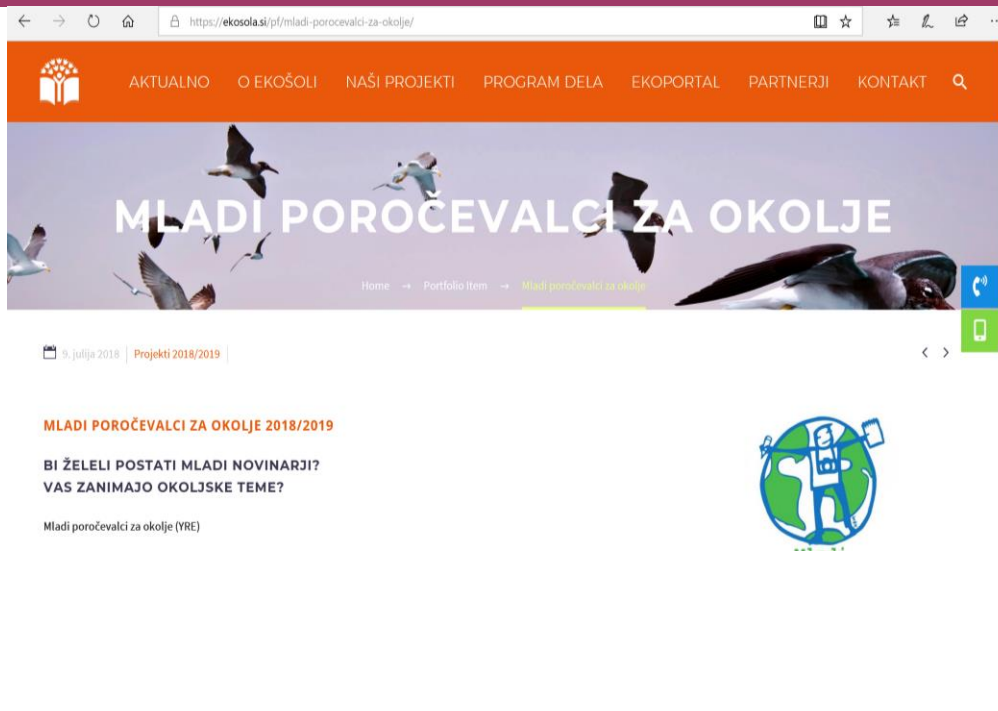 https://ekosola.si/pf/mladi-porocevalci-za-okolje/
AKTUALNO O EKOŠOLI NAŠI PROJEKTI PROGRAM DELA EKOPORTAL PARTNERJI KONTAKT
MLADI POROČEVALCI ZA OKOLJE
Home → Portfolio Item → Mladi poročevalci za okolje
9. julija 2018 | Projekti 2018/2019
MLADI POROČEVALCI ZA OKOLJE 2018/2019
BI ŽELELI POSTATI MLADI NOVINARJI?
VAS ZANIMAJO OKOLJSKE TEME?
Mladi poročevalci za okolje (YRE)